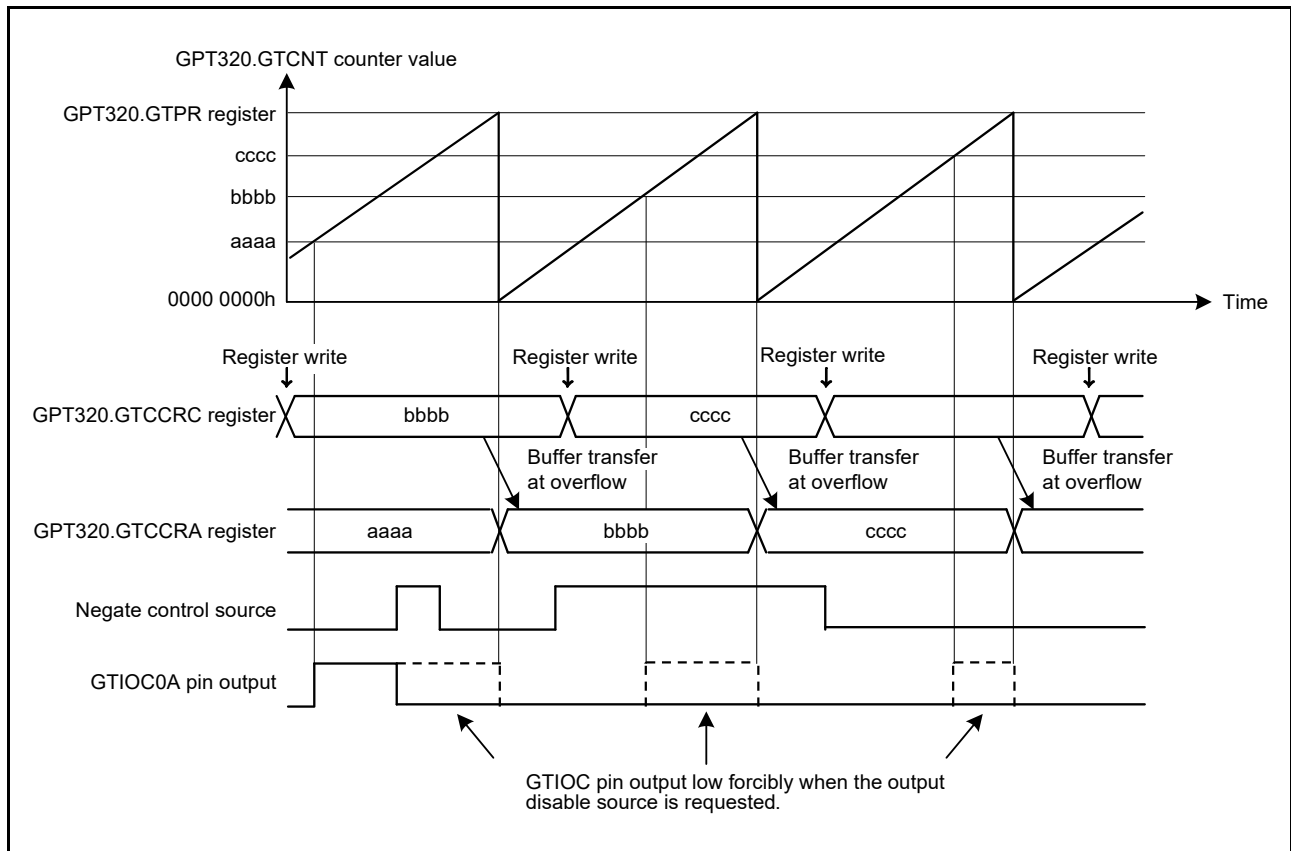 GPT320.GTCNT counter value
GPT320.GTPR register
cccc
bbbb
aaaa
0000 0000h
Time
Register write
Register write
Register write
Register write
GPT320.GTCCRC register
bbbb
cccc
Buffer transfer
at overflow
Buffer transfer
at overflow
Buffer transfer
at overflow
GPT320.GTCCRA register
aaaa
bbbb
cccc
Negate control source
GTIOC0A pin output
GTIOC pin output low forcibly when the output
disable source is requested.